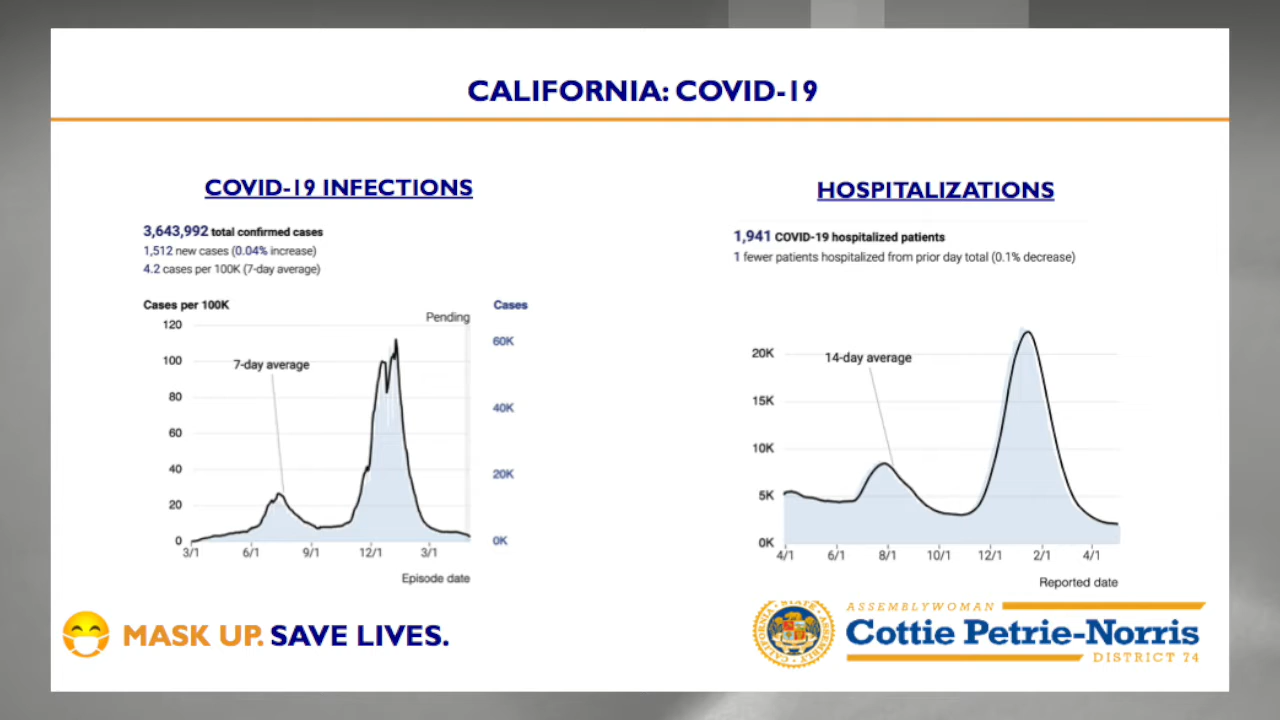 CALIFORNIA: COVID-19
COVID-19 INFECTIONS
3,643,992 total confirmed cases
1,512 new cases (0.04% increase)
4.2 cases per 100K (7-day average)
Cases per 100K
Cases
Pending
120
100
80
60
40
20
0
7-day average
60K
40K
20K
0K
3/1 6/1 9/1 12/1 3/1
Episode date
HOSPITALIZATIONS
1,941 COVID-19 hospitalized patients
1 fewer patients hospitalized from prior day total (0.1% decrease)
14-day average
20K
15K
10K
5K
0K
4/1 6/1 8/1 10/1 12/1 2/1 4/1
Reported date
MASK UP. SAVE LIVES.
CALIFORNIA STATE ASSEMBLY
ASSEMBLYWOMAN
Cottie Petrie-Norris
DISTRICT 74